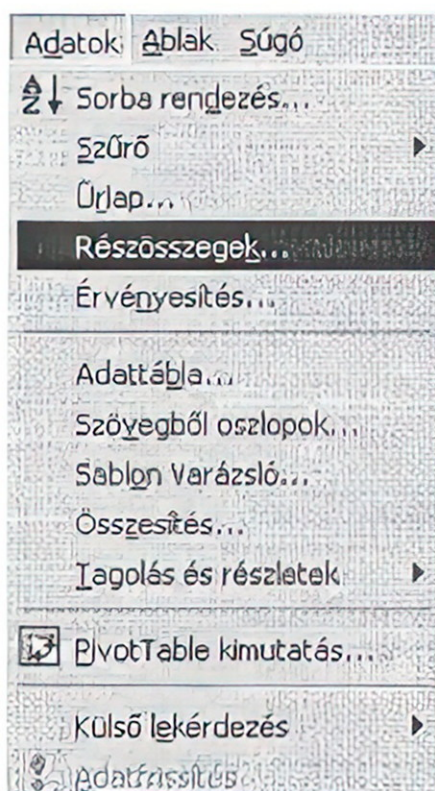 Adatok Ablak Súgó
Sorba rendezés...
Szűrő
Űrlap...
Részösszegek...
Érvényesítés...
Adattábla...
Szövegből oszlopok...
Sablon Varázsló...
Összesítés...
Tagolás és részletek
PivotTable kimutatás...
Külső lekérdezés
Adatfrissítés